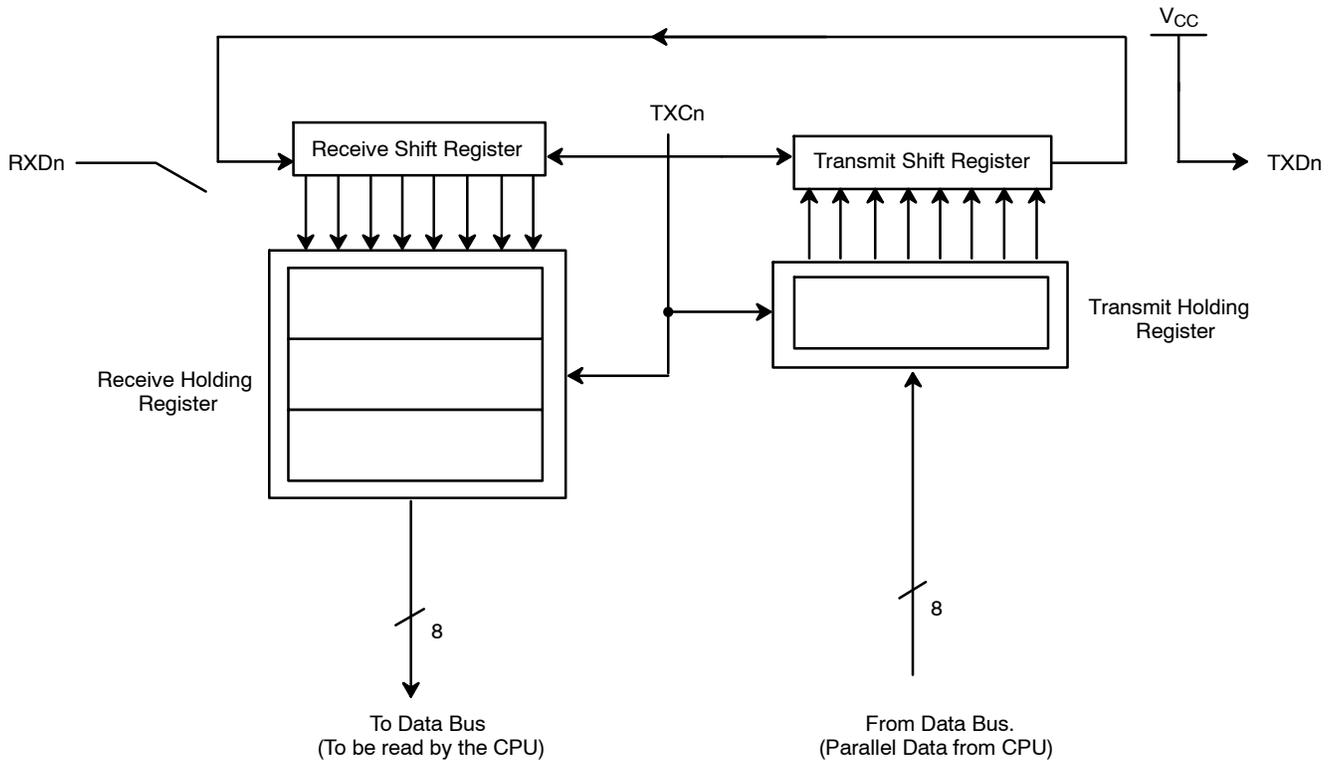 VCC
TXCn
RXDn
Receive Shift Register
Transmit Shift Register
TXDn
Transmit Holding
Register
Receive Holding
Register
8
8
To Data Bus
(To be read by the CPU)
From Data Bus.
(Parallel Data from CPU)